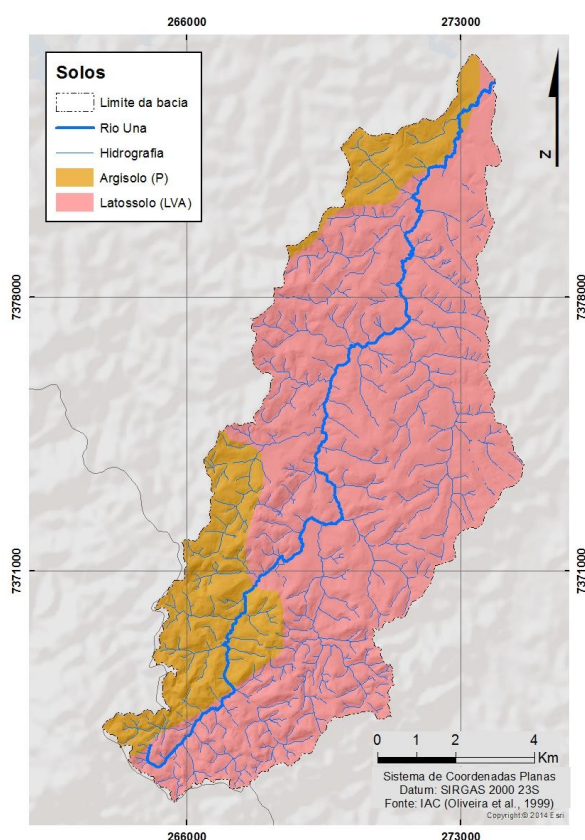 266000
273000
Solos
Limite da bacia
Rio Una
Hidrografia
Argisolo (P)
Latossolo (LVA)
N
7378000
7378000
7371000
7371000
0 1 2 4
Km
Sistema de Coordenadas Planas
Datum: SIRGAS 2000 23S
Fonte: IAC (Oliveira et al., 1999)
Copyright:© 2014 Esri
266000
273000